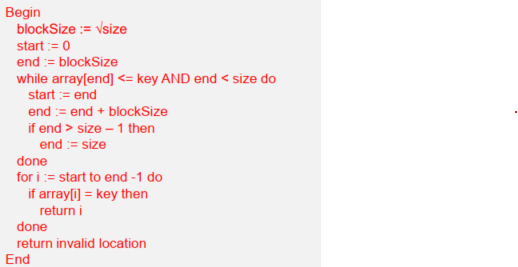 Begin
blockSize := √size
start := 0
end := blockSize
while array[end] <= key AND end < size do
start := end
end := end + blockSize
if end > size – 1 then
end := size
done
for i := start to end -1 do
if array[i] = key then
return i
done
return invalid location
End